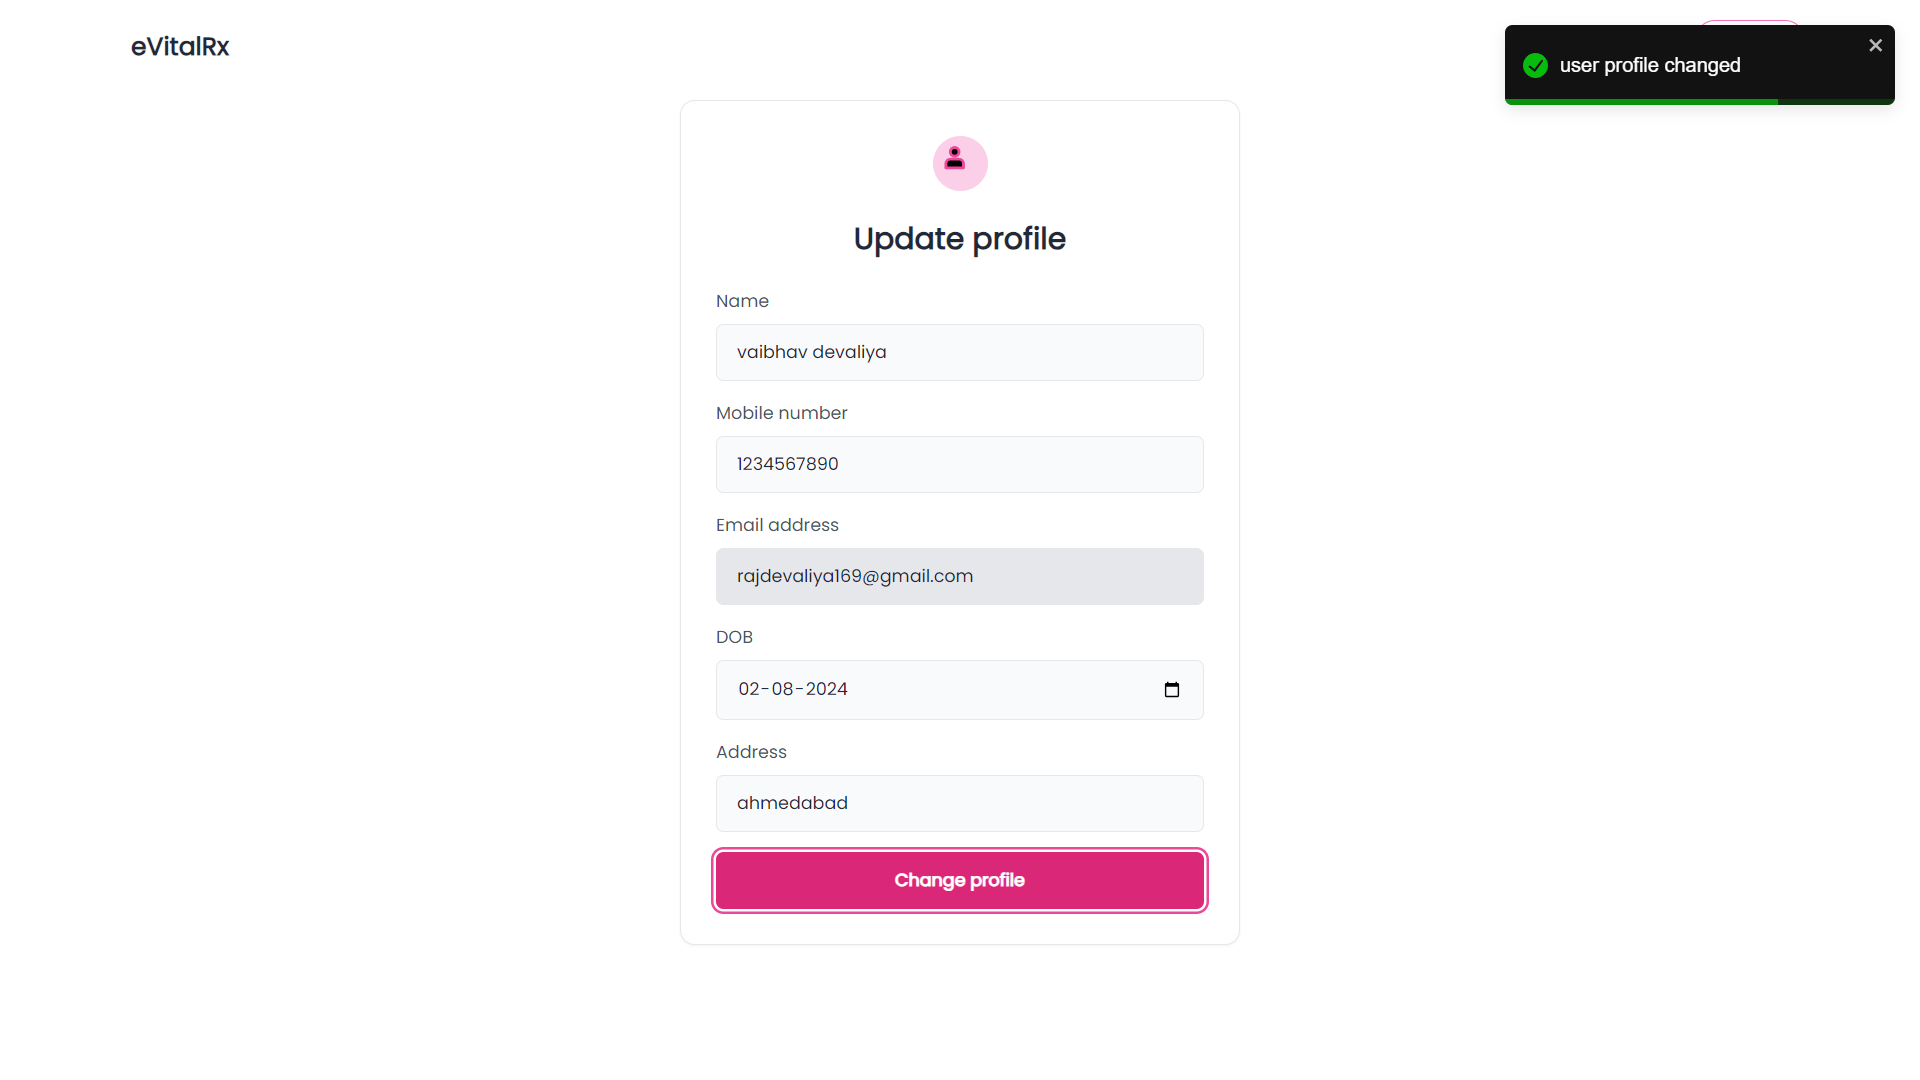 eVitalRx
user profile changed
Update profile
Name
vaibhav devaliya
Mobile number
1234567890
Email address
rajdevaliya169@gmail.com
DOB
02-08-2024
Address
ahmedabad
Change profile